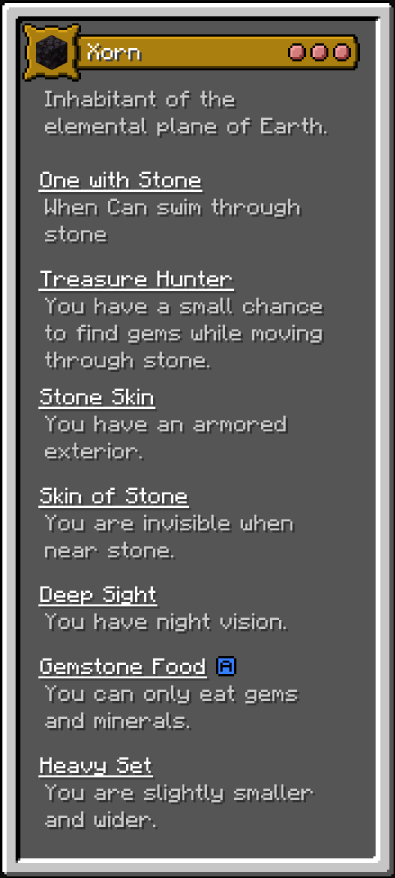 Xorn
Inhabitant of the
elemental plane of Earth.
One with Stone
When Can swim through
stone
Treasure Hunter
You have a small chance
to find gems while moving
through stone.
Stone Skin
You have an armored
exterior.
Skin of Stone
You are invisible when
near stone.
Deep Sight
You have night vision.
Gemstone Food A
You can only eat gems
and minerals.
Heavy Set
You are slightly smaller
and wider.